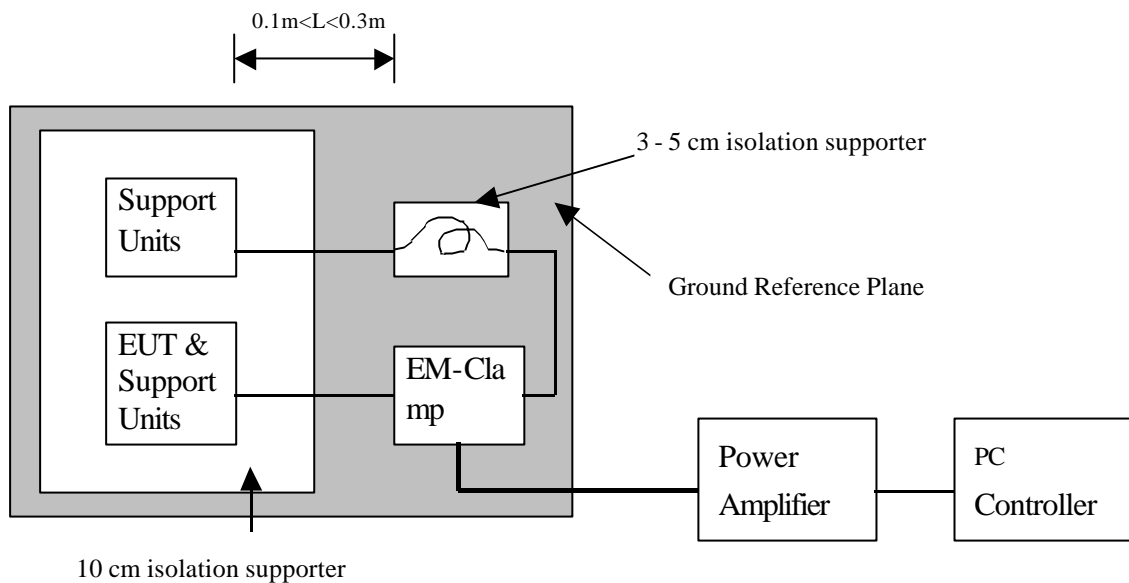 0.1m<L<0.3m
3 - 5 cm isolation supporter
Support
Units
Ground Reference Plane
EUT &
Support
Units
EM-Cla
mp
Power
Amplifier
PC
Controller
10 cm isolation supporter